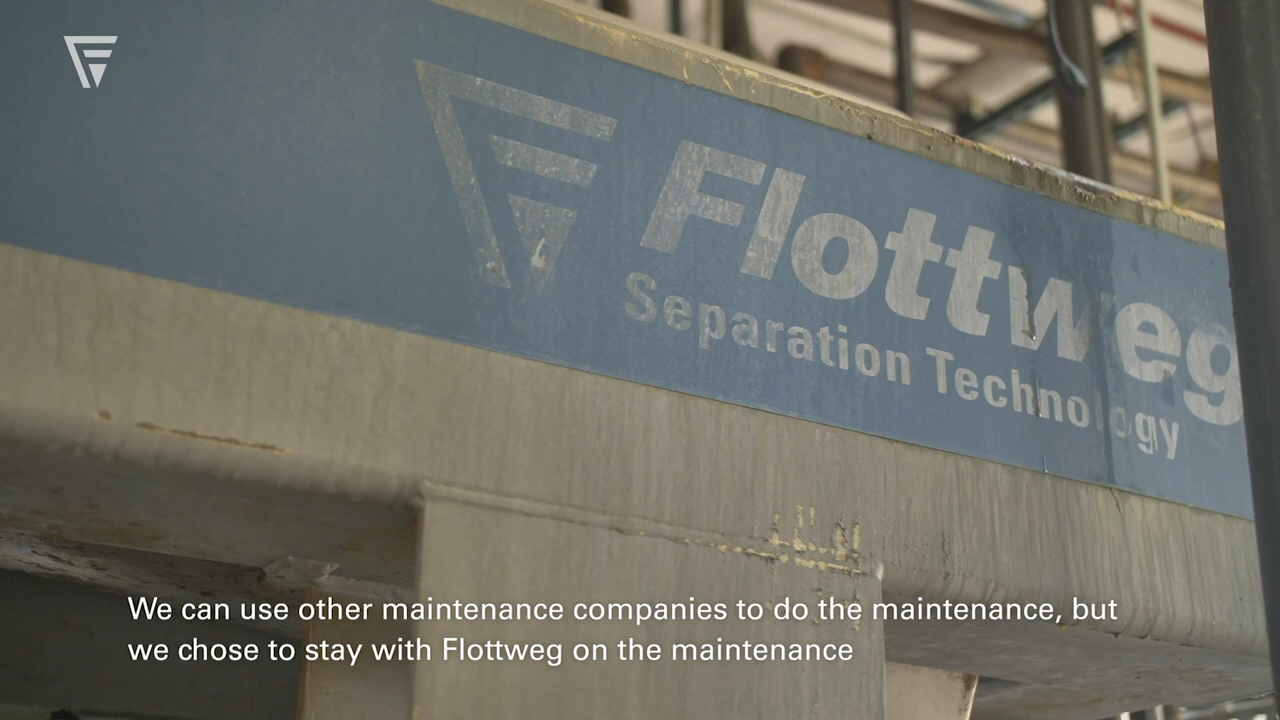 Flottweg
Separation Technology
We can use other maintenance companies to do the maintenance, but
we chose to stay with Flottweg on the maintenance